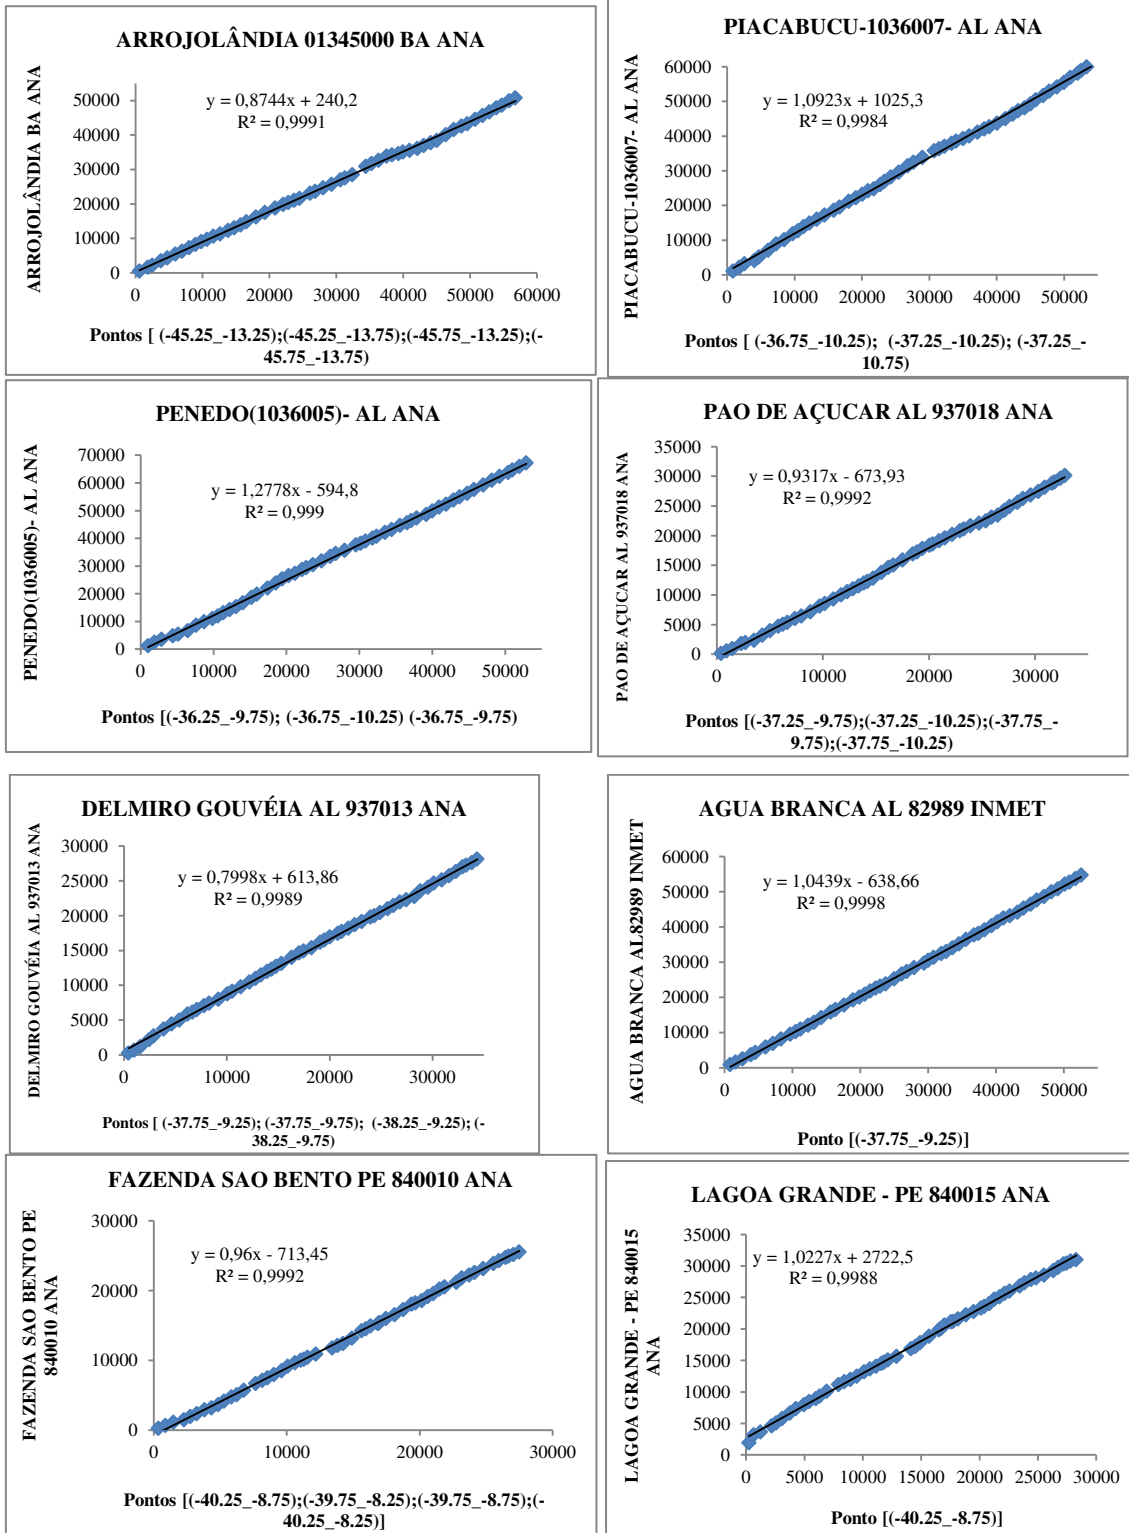 ARROJOLÂNDIA 01345000 BA ANA
ARROJOLÂNDIA BA ANA
y = 0,8744x + 240,2
R² = 0,9991
50000
40000
30000
20000
10000
0
0 10000 20000 30000 40000 50000 60000
Pontos [ (-45.25_-13.25);(-45.25_-13.75);(-45.75_-13.25);(-
45.75_-13.75)
PIACABUCU-1036007- AL ANA
PIACABUCU-1036007- AL ANA
y = 1,0923x + 1025,3
R² = 0,9984
60000
50000
40000
30000
20000
10000
0
0 10000 20000 30000 40000 50000
Pontos [ (-36.75_-10.25); (-37.25_-10.25); (-37.25_-
10.75)
PENEDO(1036005)- AL ANA
PENEDO(1036005)- AL ANA
y = 1,2778x - 594,8
R² = 0,999
70000
60000
50000
40000
30000
20000
10000
0
0 10000 20000 30000 40000 50000
Pontos [(-36.25_-9.75); (-36.75_-10.25) (-36.75_-9.75)
PAO DE AÇUCAR AL 937018 ANA
PAO DE AÇUCAR AL 937018 ANA
y = 0,9317x - 673,93
R² = 0,9992
35000
30000
25000
20000
15000
10000
5000
0
0 10000 20000 30000
Pontos [(-37.25_-9.75);(-37.25_-10.25);(-37.75_-
9.75);(-37.75_-10.25)
DELMIRO GOUVÉIA AL 937013 ANA
DELMIRO GOUVÉIA AL 937013 ANA
y = 0,7998x + 613,86
R² = 0,9989
30000
25000
20000
15000
10000
5000
0
0 10000 20000 30000
Pontos [ (-37.75_-9.25); (-37.75_-9.75); (-38.25_-9.25); (-
38.25_-9.75)
AGUA BRANCA AL 82989 INMET
AGUA BRANCA AL82989 INMET
y = 1,0439x - 638,66
R² = 0,9998
60000
50000
40000
30000
20000
10000
0
0 10000 20000 30000 40000 50000
Ponto [(-37.75_-9.25)]
FAZENDA SAO BENTO PE 840010 ANA
FAZENDA SAO BENTO PE
840010 ANA
y = 0,96x - 713,45
R² = 0,9992
30000
20000
10000
0
0 10000 20000 30000
Pontos [(-40.25_-8.75);(-39.75_-8.25);(-39.75_-8.75);(-
40.25_-8.25)]
LAGOA GRANDE - PE 840015 ANA
LAGOA GRANDE - PE 840015
ANA
y = 1,0227x + 2722,5
R² = 0,9988
35000
30000
25000
20000
15000
10000
5000
0
0 5000 10000 15000 20000 25000 30000
Ponto [(-40.25_-8.75)]